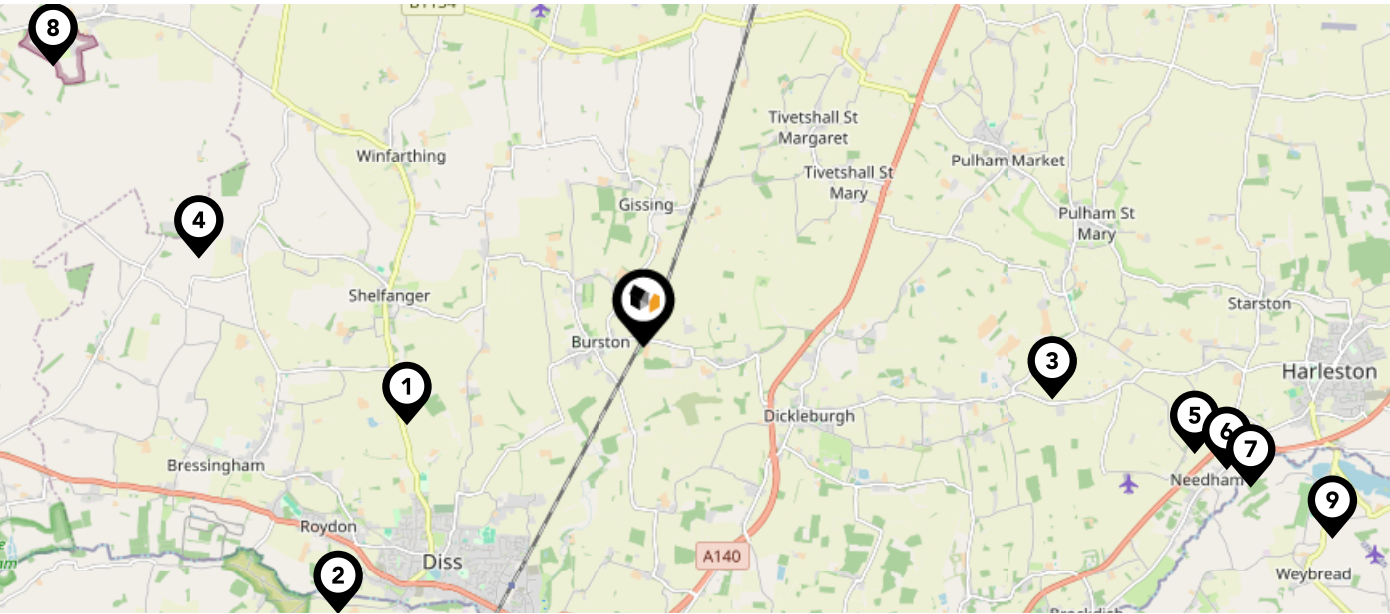 8
B1134
Tivetshall St
Margaret
Winfarthing
Pulham Market
Tivetshall St
Mary
Gissing
4
Pulham St
Mary
Shelfanger
Starston
Burston
3
Harleston
1
Dickleburgh
5
6
7
Bressingham
Needham
9
Roydon
A140
Diss
2
Weybread
Brockdish